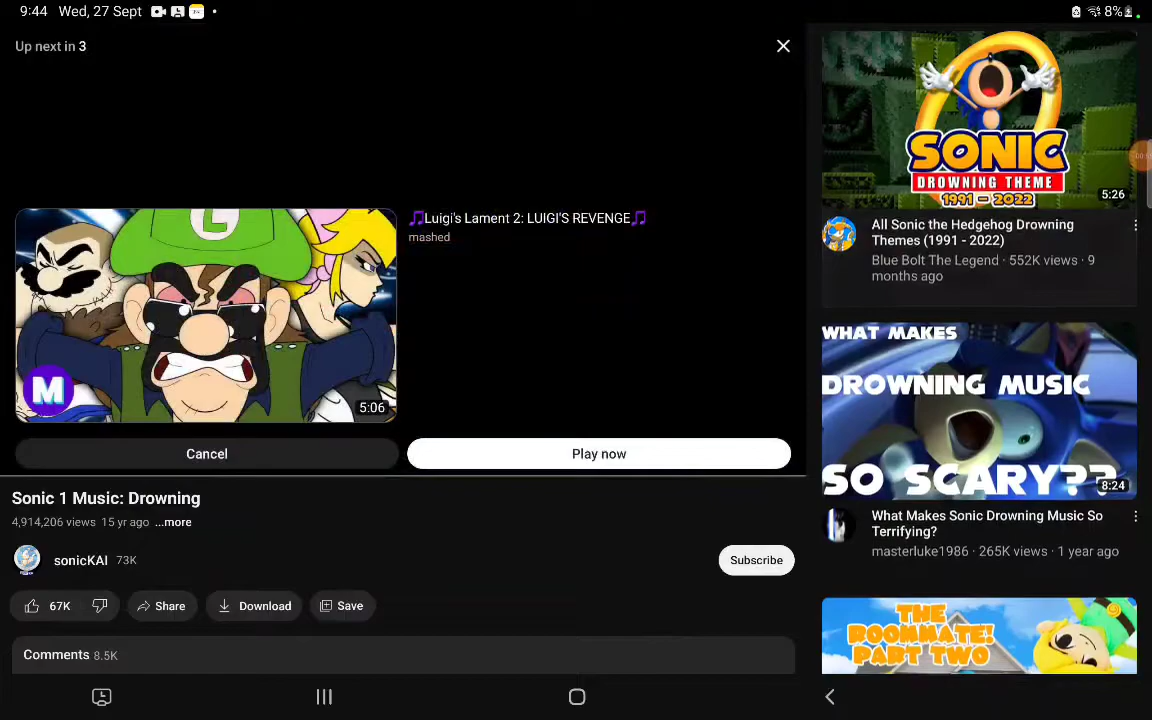 9:44 Wed, 27 Sept
8%
Up next in 3
🎵Luigi's Lament 2: LUIGI'S REVENGE🎵
mashed
G
M
5:06
Cancel
Play now
Sonic 1 Music: Drowning
4,914,206 views 15 yr ago ...more
sonicKAI 73K
Subscribe
67K
Share
Download
Save
Comments 8.5K
SONIC
DROWNING THEME
1991 - 2022
5:26
All Sonic the Hedgehog Drowning
Themes (1991 - 2022)
Blue Bolt The Legend · 552K views · 9
months ago
WHAT MAKES
DROWNING MUSIC
SO SCARY??
8:24
What Makes Sonic Drowning Music So
Terrifying?
masterluke1986 · 265K views · 1 year ago
THE
ROOMMATE!
PART TWO